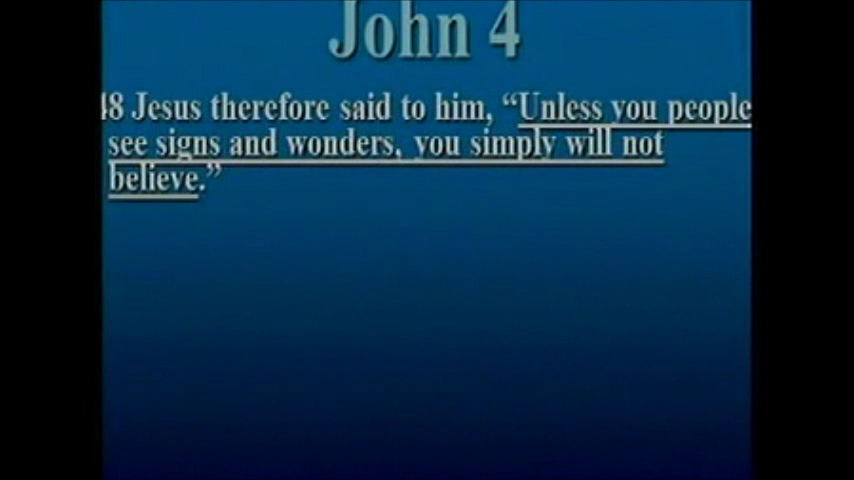 John 4
48 Jesus therefore said to him, “Unless you people
see signs and wonders, you simply will not
believe.”